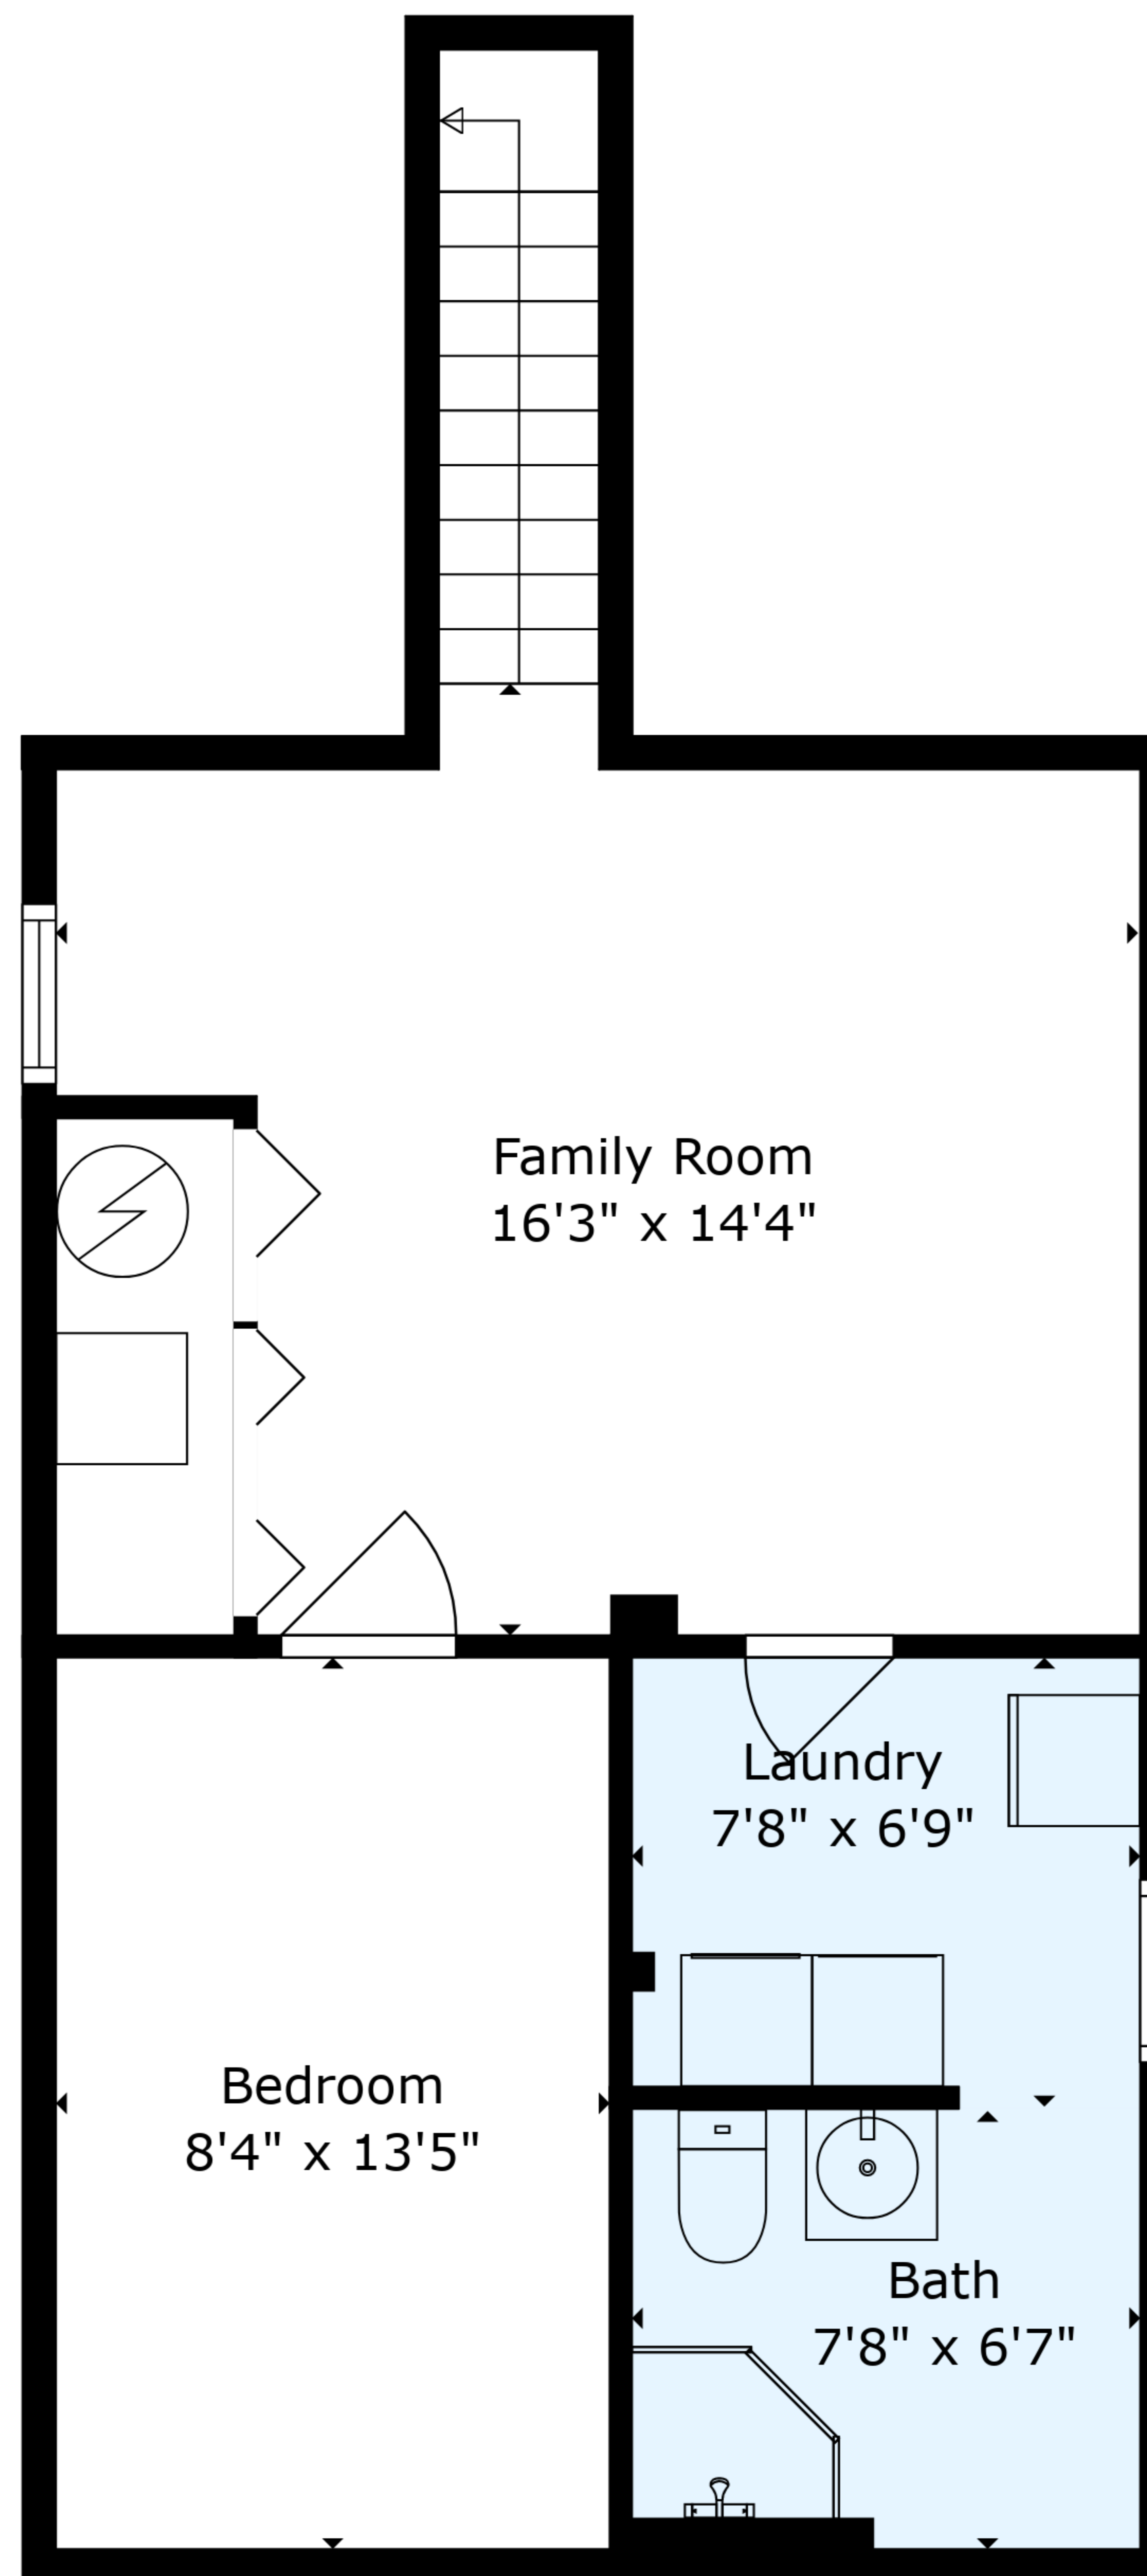 Family Room
16'3" x 14'4"
Laundry
7'8" x 6'9"
Bedroom
8'4" x 13'5"
Bath
7'8" x 6'7"